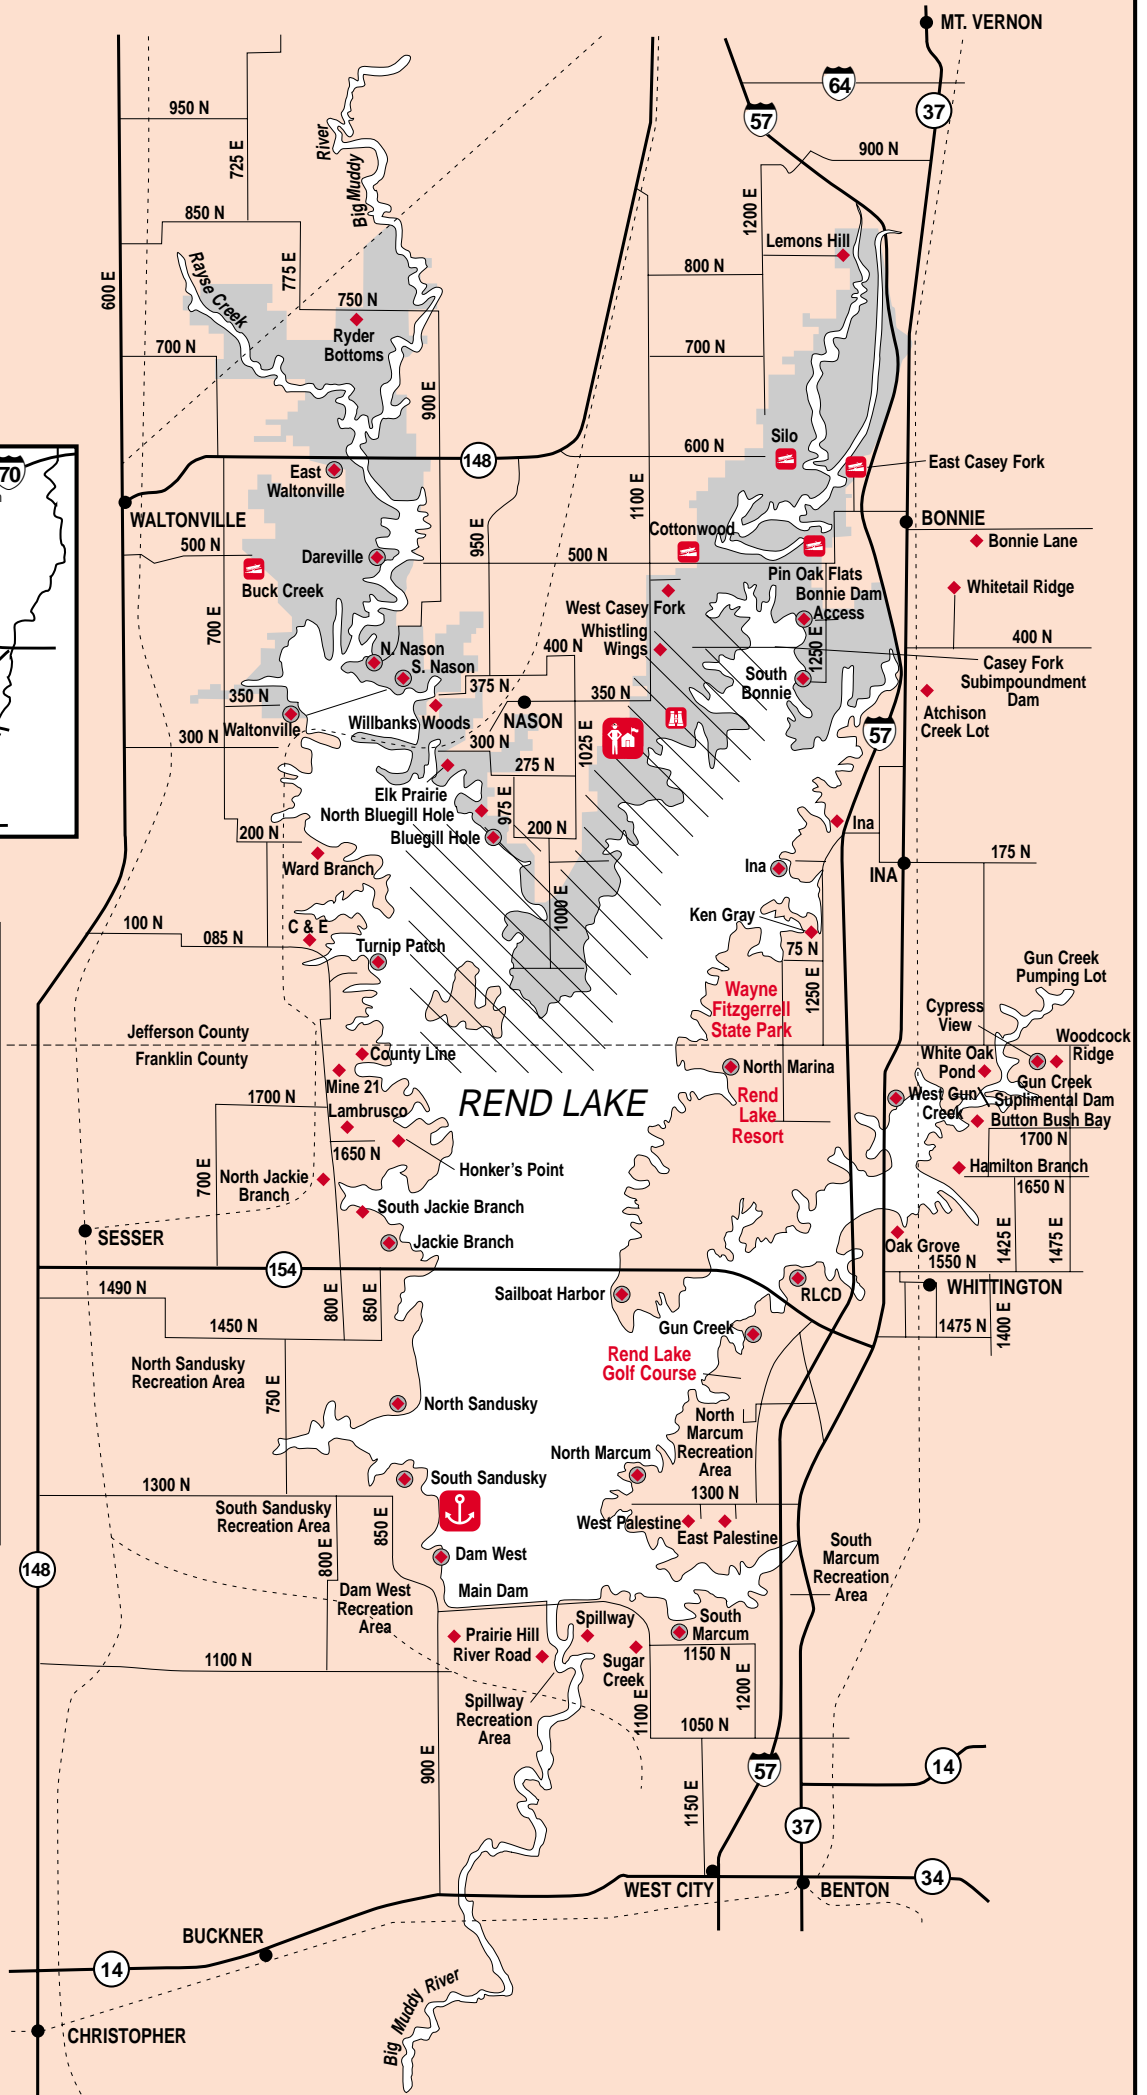 MT. VERNON
64
57
37
950 N
725 E
River
Big Muddy
900 N
1200 E
850 N
Lemons Hill
Rayse Creek
775 E
600 E
800 N
750 N
Ryder
Bottoms
700 N
700 N
900 E
Silo
600 N
148
East Casey Fork
70
East
Waltonville
1100 E
WALTONVILLE
BONNIE
Cottonwood
950 E
500 N
Dareville
500 N
Bonnie Lane
Buck Creek
Pin Oak Flats
Bonnie Dam
Access
Whitetail Ridge
West Casey Fork
700 E
Whistling
Wings
1250 E
400 N
N. Nason
400 N
S. Nason
Casey Fork
Subimpoundment
Dam
South
Bonnie
375 N
350 N
350 N
Waltonville
Willbanks Woods
NASON
Atchison
Creek Lot
300 N
300 N
1025 E
57
275 N
Elk Prairie
North Bluegill Hole
975 E
Bluegill Hole
200 N
200 N
Ina
Ward Branch
Ina
INA
175 N
1000 E
Ken Gray
100 N
085 N
C & E
Turnip Patch
75 N
1250 E
Gun Creek
Pumping Lot
Wayne
Fitzgerrell
State Park
Cypress
View
Jefferson County
Franklin County
Woodcock
Ridge
County Line
White Oak
Pond
Mine 21
North Marina
Gun Creek
Suplimental Dam
1700 N
Lambrusco
REND LAKE
Rend
Lake
Resort
West Gun
Creek
Button Bush Bay
1700 N
1650 N
Honker's Point
Hamilton Branch
1650 N
700 E
North Jackie
Branch
South Jackie Branch
SESSER
Jackie Branch
Oak Grove
1425 E
1475 E
1550 N
154
1490 N
Sailboat Harbor
RLCD
WHITTINGTON
800 E
850 E
1450 N
Gun Creek
1475 N
1400 E
Rend Lake
Golf Course
North Sandusky
Recreation Area
750 E
North Sandusky
North
Marcum
Recreation
Area
North Marcum
South Sandusky
1300 N
1300 N
South Sandusky
Recreation Area
850 E
West Palestine
East Palestine
800 E
Dam West
South
Marcum
Recreation
Area
148
Dam West
Recreation
Area
Main Dam
Spillway
South
Marcum
Prairie Hill
River Road
1150 N
1100 N
Sugar
Creek
1200 E
Spillway
Recreation
Area
1100 E
1050 N
900 E
57
14
1150 E
37
WEST CITY
BENTON
34
BUCKNER
14
Big Muddy River
CHRISTOPHER